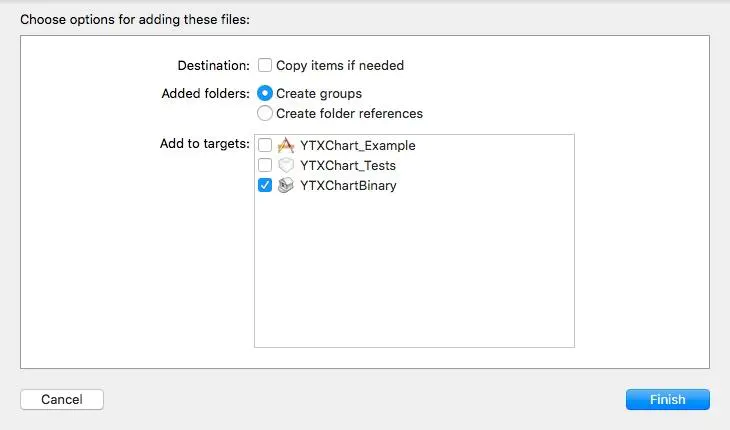 Choose options for adding these files:
Destination: Copy items if needed
Added folders: Create groups
Create folder references
Add to targets: YTXChart_Example
YTXChart_Tests
YTXChartBinary
Cancel Finish